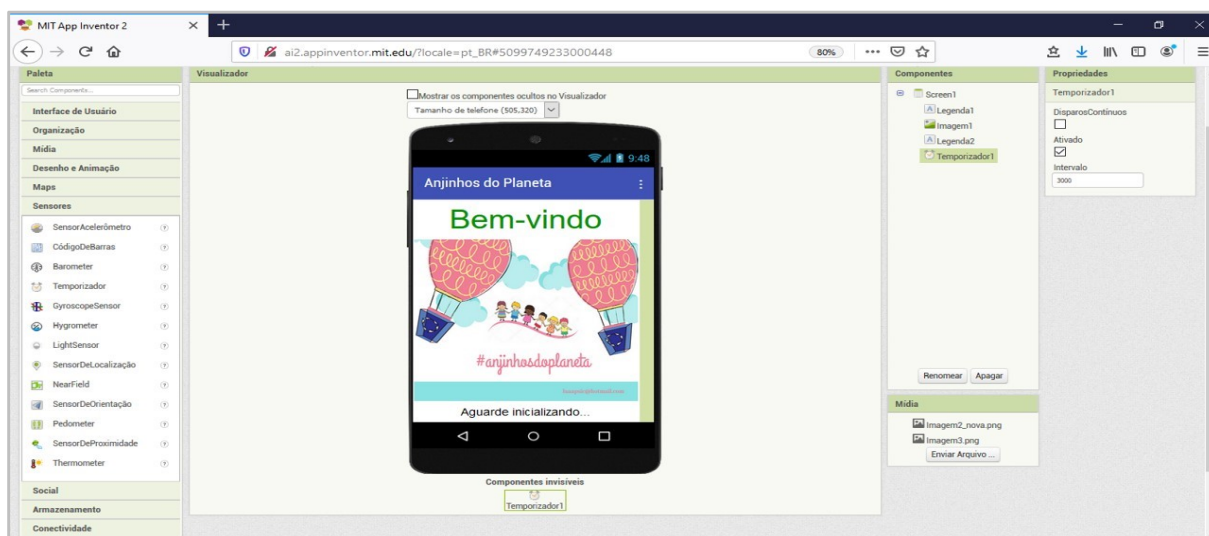 MIT App Inventor 2
ai2.appinventor.mit.edu/?locale=pt_BR#5099749233000448
80%
Paleta
Search Components...
Interface de Usuário
Organização
Mídia
Desenho e Animação
Maps
Sensores
SensorAcelerômetro
CódigoDeBarras
Barometer
Temporizador
GyroscopeSensor
Hygrometer
LightSensor
SensorDeLocalização
NearField
SensorDeOrientação
Pedometer
SensorDeProximidade
Thermometer
Social
Armazenamento
Conectividade
Visualizador
Mostrar os componentes ocultos no Visualizador
Tamanho de telefone (505,320)
9:48
Anjinhos do Planeta
Bem-vindo
#anjinhosdoplaneta
Aguarde inicializando...
Componentes invisíveis
Temporizador1
Componentes
Screen1
Legenda1
Imagem1
Legenda2
Temporizador1
Renomear Apagar
Mídia
Imagem2_nova.png
Imagem3.png
Enviar Arquivo ...
Propriedades
Temporizador1
DisparosContínuos
Ativado
Intervalo
3000